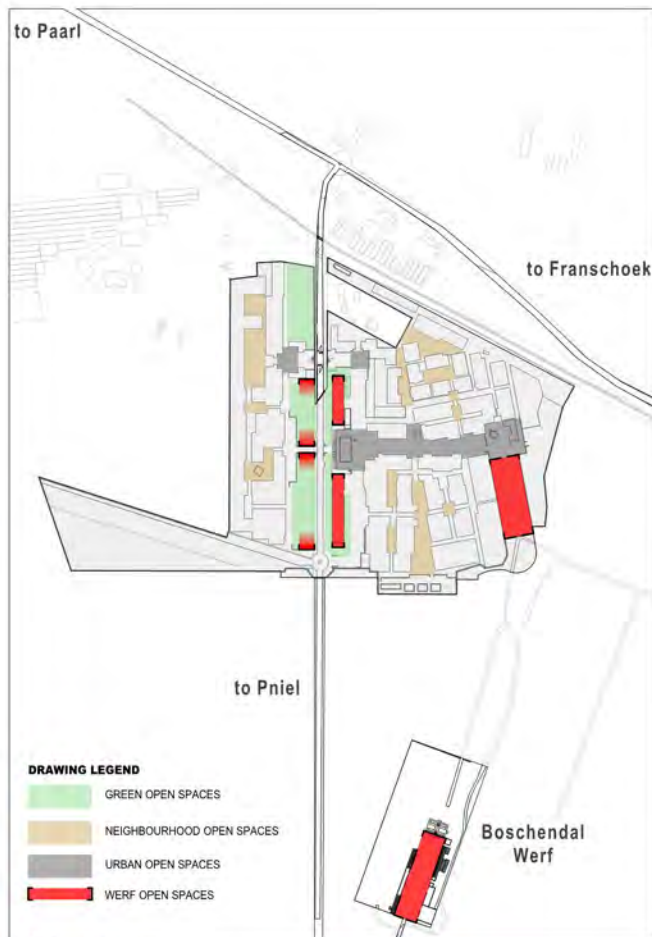 to Paarl
to Franschoek
to Pniel
DRAWING LEGEND
GREEN OPEN SPACES
NEIGHBOURHOOD OPEN SPACES
URBAN OPEN SPACES
WERF OPEN SPACES
Boschendal
Werf